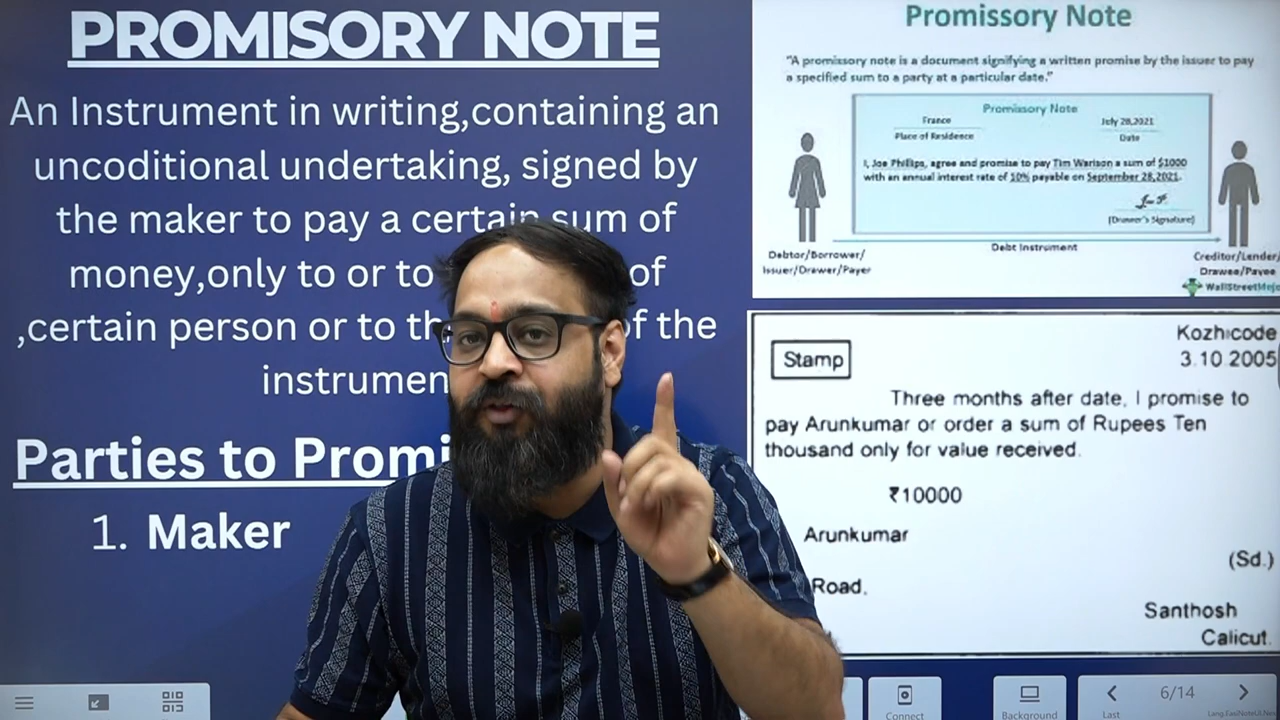 PROMISORY NOTE
An Instrument in writing,containing an
uncoditional undertaking, signed by
the maker to pay a certain sum of
money,only to or to of
,certain person or to of the
Parties to
1. Maker
Promissory Note
"A promissory note is a document signifying a written promise by the issuer to pay
a specified sum to a party at a particular date."
Promissory Note
France
July 28,2021
Place of Residence
Date
I, Joe Phillips, agree and promise to pay Tim Warison a sum of $1000
with an annual interest rate of 10% payable on September 28,2021.
(Drawer's Signature)
Debt Instrument
Debtor/Borrower/
Issuer/Drawer/Payer
Creditor/Lender/
Drawee/Payee
Kozhicode
Stamp
3.10.2005
Three months after date, I promise to
pay Arunkumar or order a sum of Rupees Ten
thousand only for value received.
₹10000
Arunkumar
(Sd.)
Road,
Santhosh
Calicut.
Connect
Background
Last
6/14